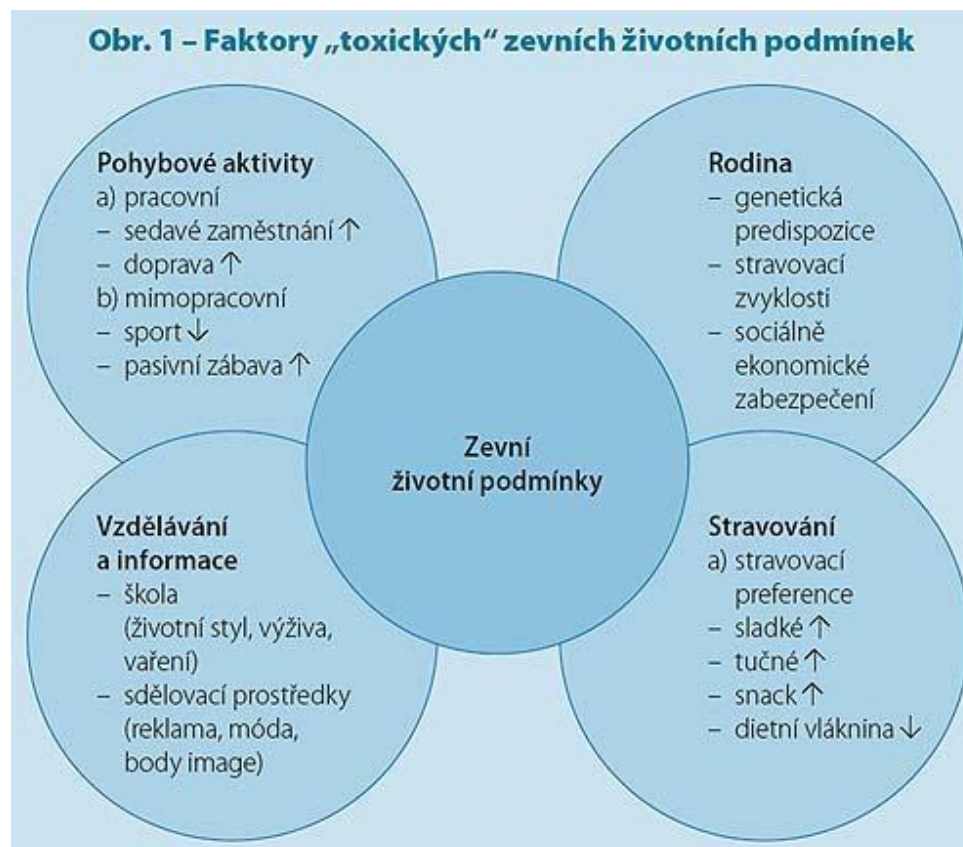 Obr. 1 – Faktory „toxických“ zevních životních podmínek
Pohybové aktivity
a) pracovní
– sedavé zaměstnání ↑
– doprava ↑
b) mimopracovní
– sport ↓
– pasivní zábava ↑
Rodina
– genetická
predispozice
– stravovací
zvyklosti
– sociálně
ekonomické
zabezpečení
Zevní
životní podmínky
Vzdělávání
a informace
– škola
(životní styl, výživa,
vaření)
– sdělovací prostředky
(reklama, móda,
body image)
Stravování
a) stravovací
preference
– sladké ↑
– tučné ↑
– snack ↑
– dietní vláknina ↓